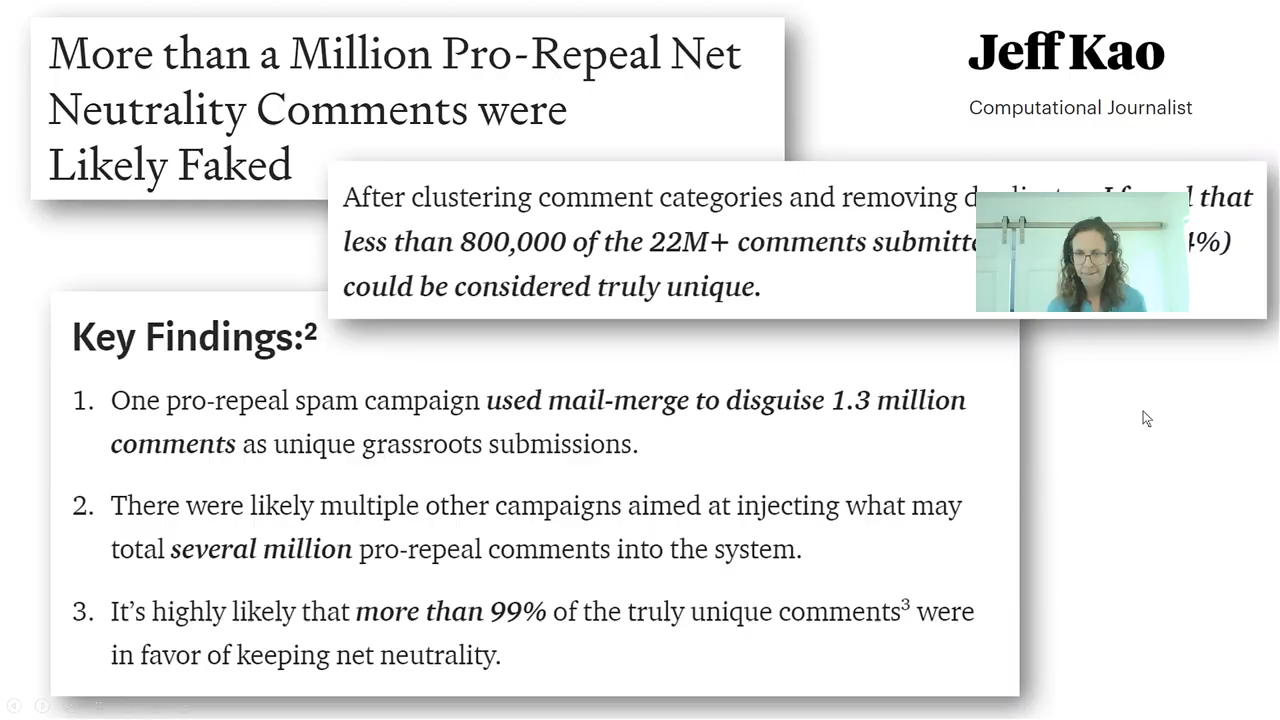 More than a Million Pro-Repeal Net
Neutrality Comments were
Likely Faked
Jeff Kao
Computational Journalist
After clustering comment categories and removing that
less than 800,000 of the 22M+ comments 4%)
could be considered truly unique.
Key Findings:²
1. One pro-repeal spam campaign used mail-merge to disguise 1.3 million
comments as unique grassroots submissions.
2. There were likely multiple other campaigns aimed at injecting what may
total several million pro-repeal comments into the system.
3. It’s highly likely that more than 99% of the truly unique comments³ were
in favor of keeping net neutrality.